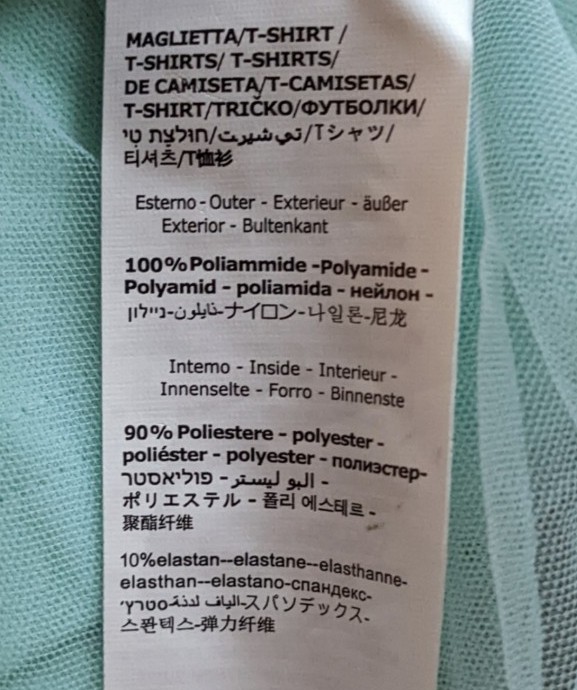 MAGLIETTA/T-SHIRT /
T-SHIRTS/ T-SHIRTS/
DE CAMISETA/T-CAMISETAS/
T-SHIRT/TRIČKO/ФУТБОЛКИ/
חולצת טי/تي شيرت/Tシャツ/
티셔츠/T恤衫
Esterno - Outer - Exterieur - äußer
Exterior - Bultenkant
100%Poliammide -Polyamide -
Polyamid - poliamida - нейлон -
ניילון-نايلون-ナイロン-나일론-尼龙
Intemo - Inside - Interieur -
Innenselte - Forro - Binnenste
90% Poliestere - polyester -
poliéster - polyester - полиэстер-
פוליאסטר - البو ليستر -
ポリエステル - 폴리 에스테르 -
聚酯纤维
10%elastan--elastane--elasthanne-
elasthan--elastano-спандекс-
סטרץ'-الياف لدنة-スパソデックス-
스판텍스-弹力纤维